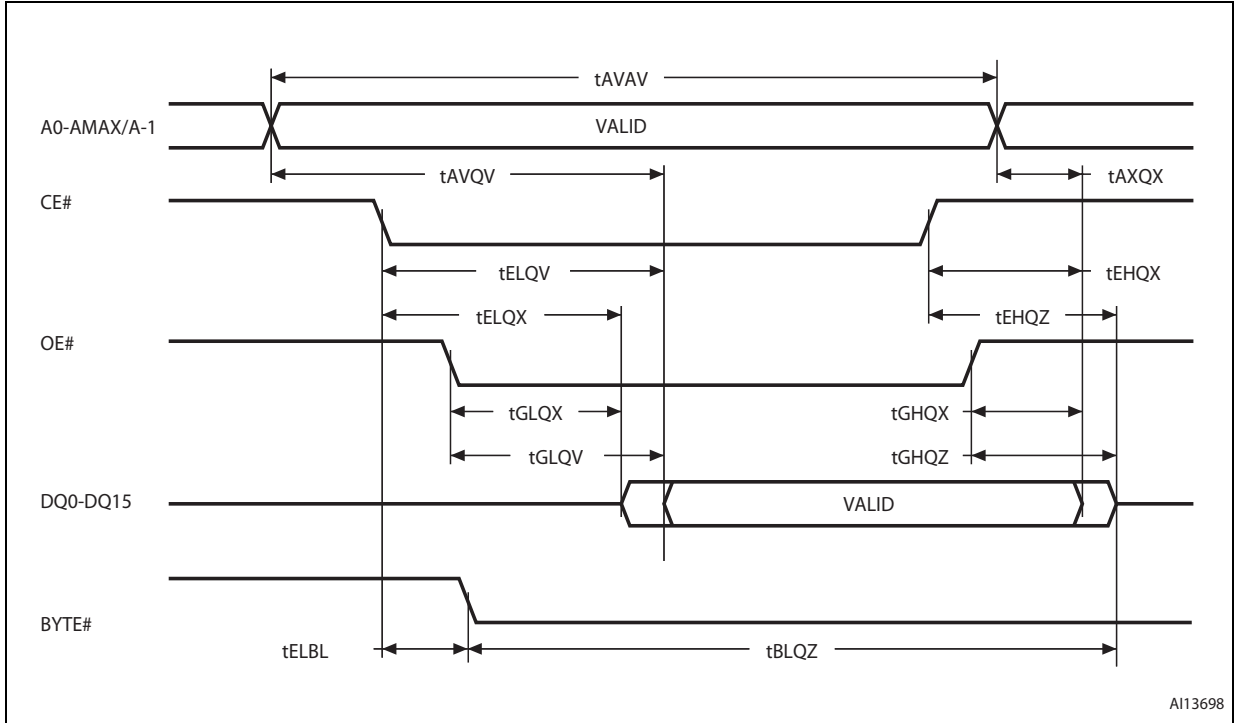 tAVAV
A0-AMAX/A-1
VALID
tAVQV
tAXQX
CE#
tELQV
tEHQX
tELQX
tEHQZ
OE#
tGLQX
tGHQX
tGLQV
tGHQZ
DQ0-DQ15
VALID
BYTE#
tELBL
tBLQZ
AI13698